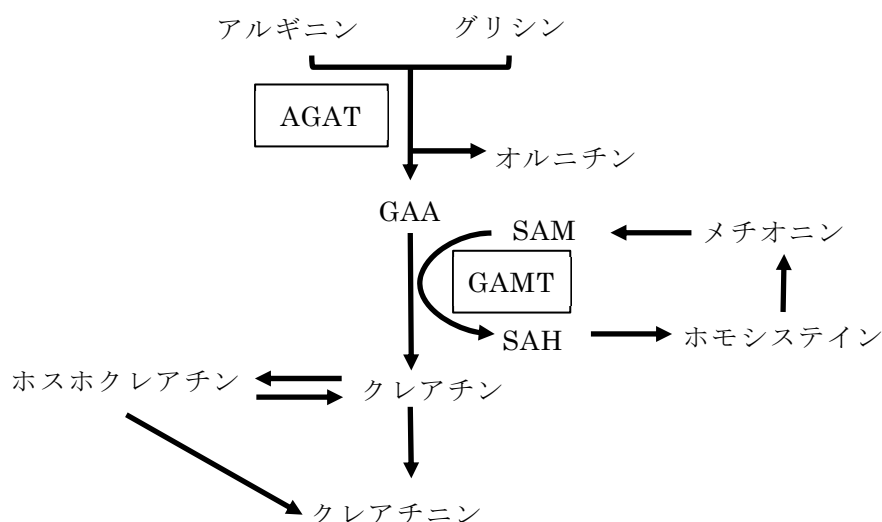 アルギニン
グリシン
AGAT
オルニチン
GAA
SAM
メチオニン
GAMT
SAH
ホモシステイン
ホスホクレアチン
クレアチン
クレアチニン